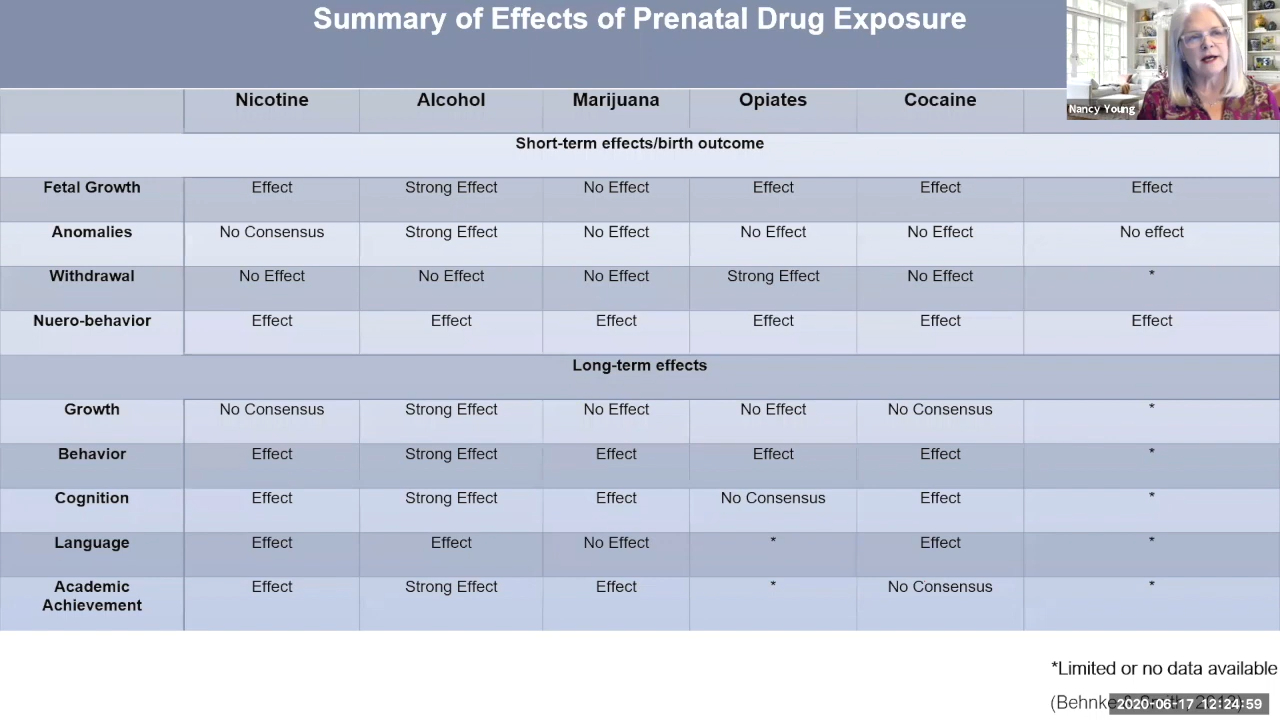 Summary of Effects of Prenatal Drug Exposure
Nancy Young
Nicotine Alcohol Marijuana Opiates Cocaine
Short-term effects/birth outcome
Fetal Growth Effect Strong Effect No Effect Effect Effect Effect
Anomalies No Consensus Strong Effect No Effect No Effect No Effect No effect
Withdrawal No Effect No Effect No Effect Strong Effect No Effect *
Nuero-behavior Effect Effect Effect Effect Effect Effect
Long-term effects
Growth No Consensus Strong Effect No Effect No Effect No Consensus *
Behavior Effect Strong Effect Effect Effect Effect *
Cognition Effect Strong Effect Effect No Consensus Effect *
Language Effect Effect No Effect * Effect *
Academic Effect Strong Effect Effect * No Consensus *
Achievement
*Limited or no data available
2020-06-17 12:24:59